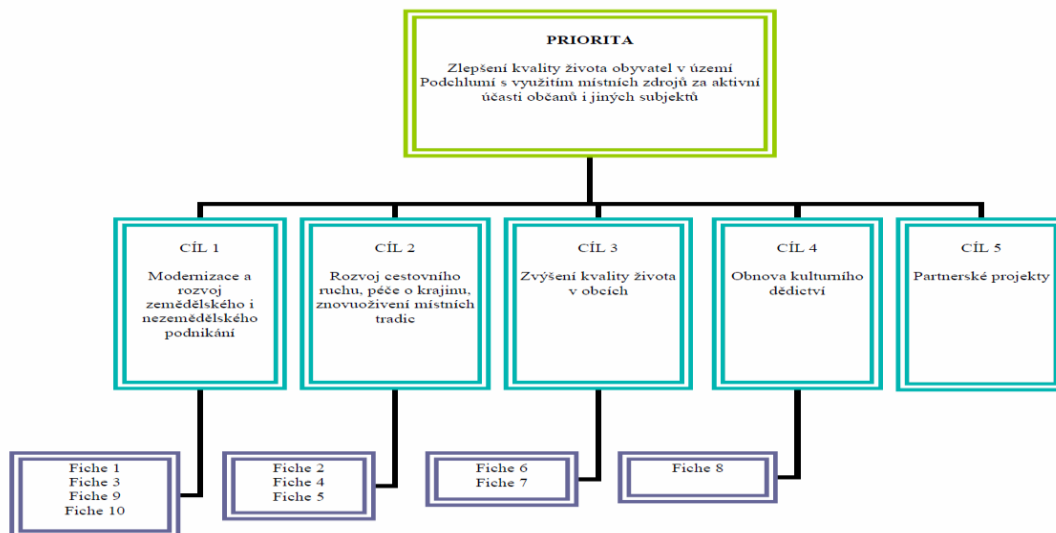 PRIORITA
Zlepšení kvality života obyvatel v území
Podchlumí s využitím místních zdrojů za aktivní
účasti občanů i jiných subjektů
CÍL 1
Modernizace a
rozvoj
zemědělského i
nezemědělského
podnikání
CÍL 2
Rozvoj cestovního
ruchu, péče o krajinu,
znovuoživení místních
tradic
CÍL 3
Zvýšení kvality života
v obcích
CÍL 4
Obnova kulturního
dědictví
CÍL 5
Partnerské projekty
Fiche 1
Fiche 3
Fiche 9
Fiche 10
Fiche 2
Fiche 4
Fiche 5
Fiche 6
Fiche 7
Fiche 8